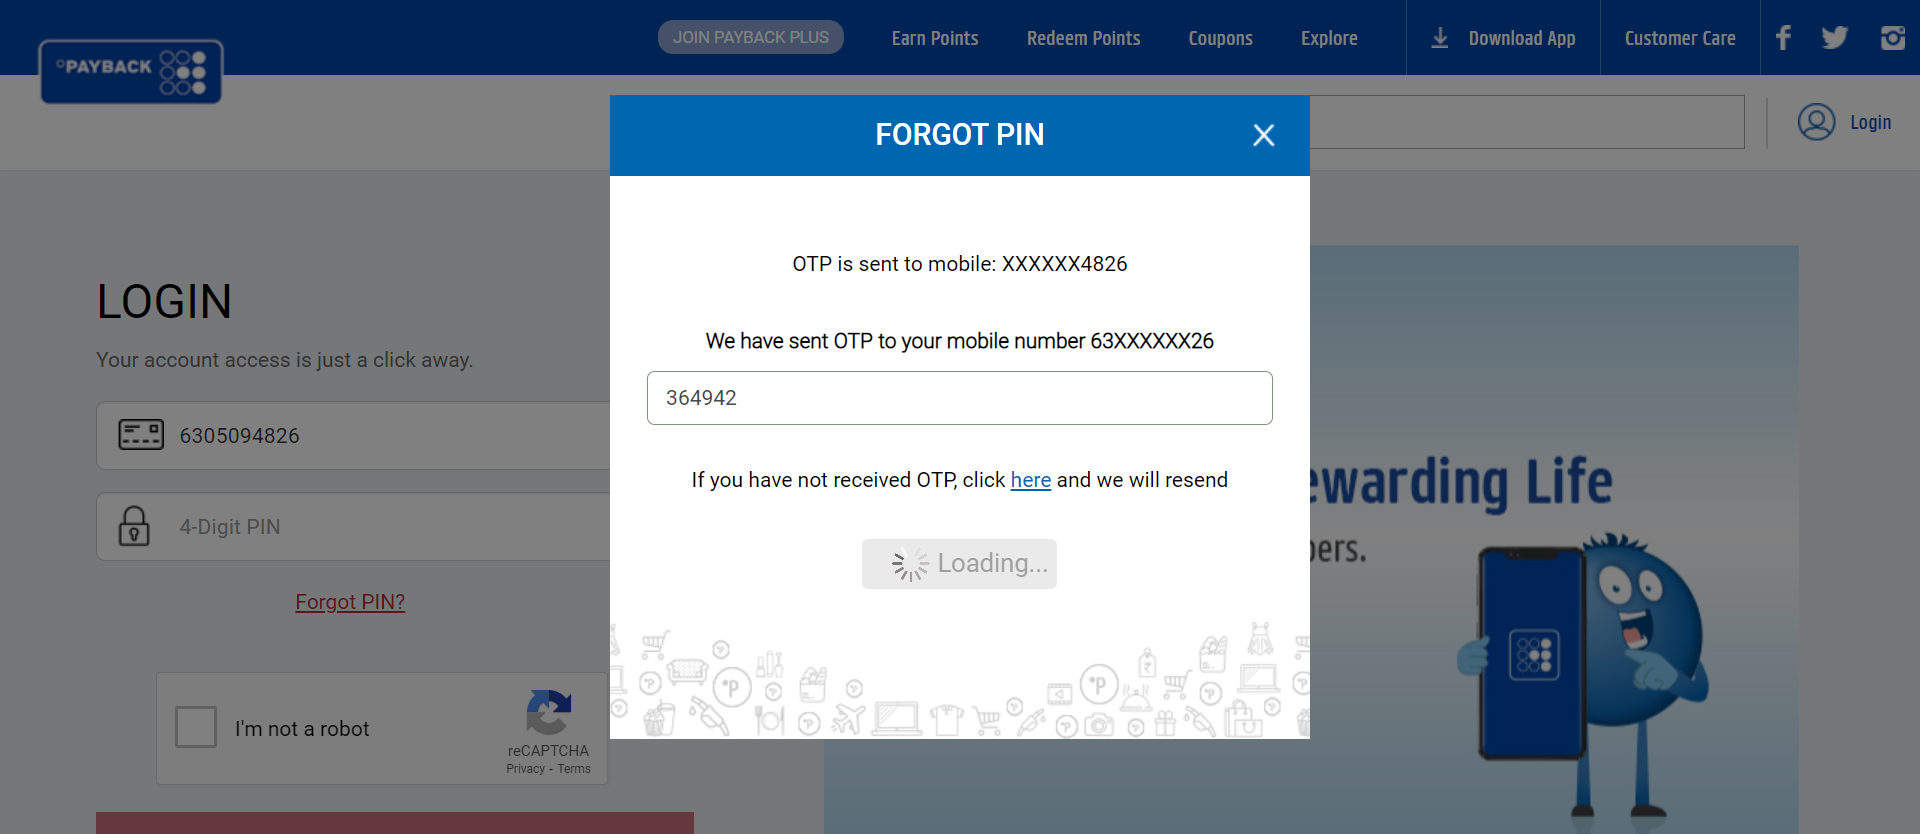 JOIN PAYBACK PLUS
Earn Points
Redeem Points
Coupons
Explore
Download App
Customer Care
°PAYBACK
Login
FORGOT PIN
OTP is sent to mobile: XXXXXX4826
We have sent OTP to your mobile number 63XXXXXX26
364942
If you have not received OTP, click here and we will resend
Loading...
LOGIN
Your account access is just a click away.
6305094826
4-Digit PIN
Forgot PIN?
I'm not a robot
reCAPTCHA
Privacy - Terms
ewarding Life
bers.